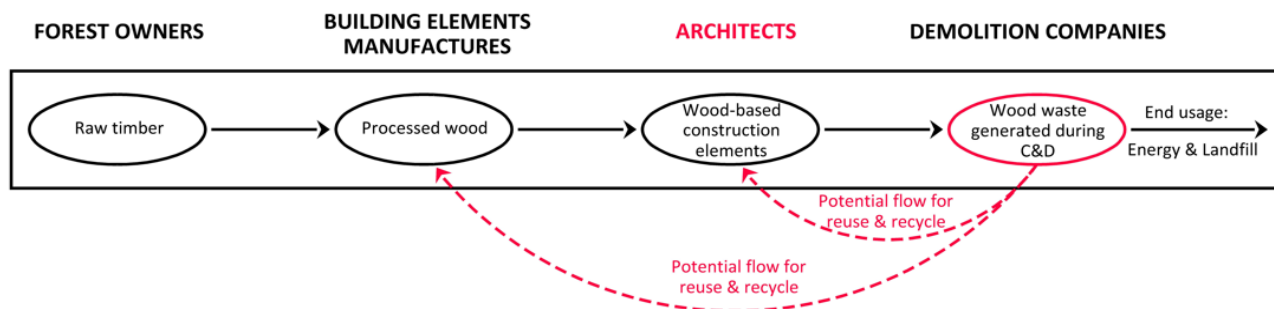 FOREST OWNERS
BUILDING ELEMENTS
MANUFACTURES
ARCHITECTS
DEMOLITION COMPANIES
Raw timber
Processed wood
Wood-based
construction
elements
Wood waste
generated during
C&D
End usage:
Energy & Landfill
Potential flow for
reuse & recycle
Potential flow for
reuse & recycle